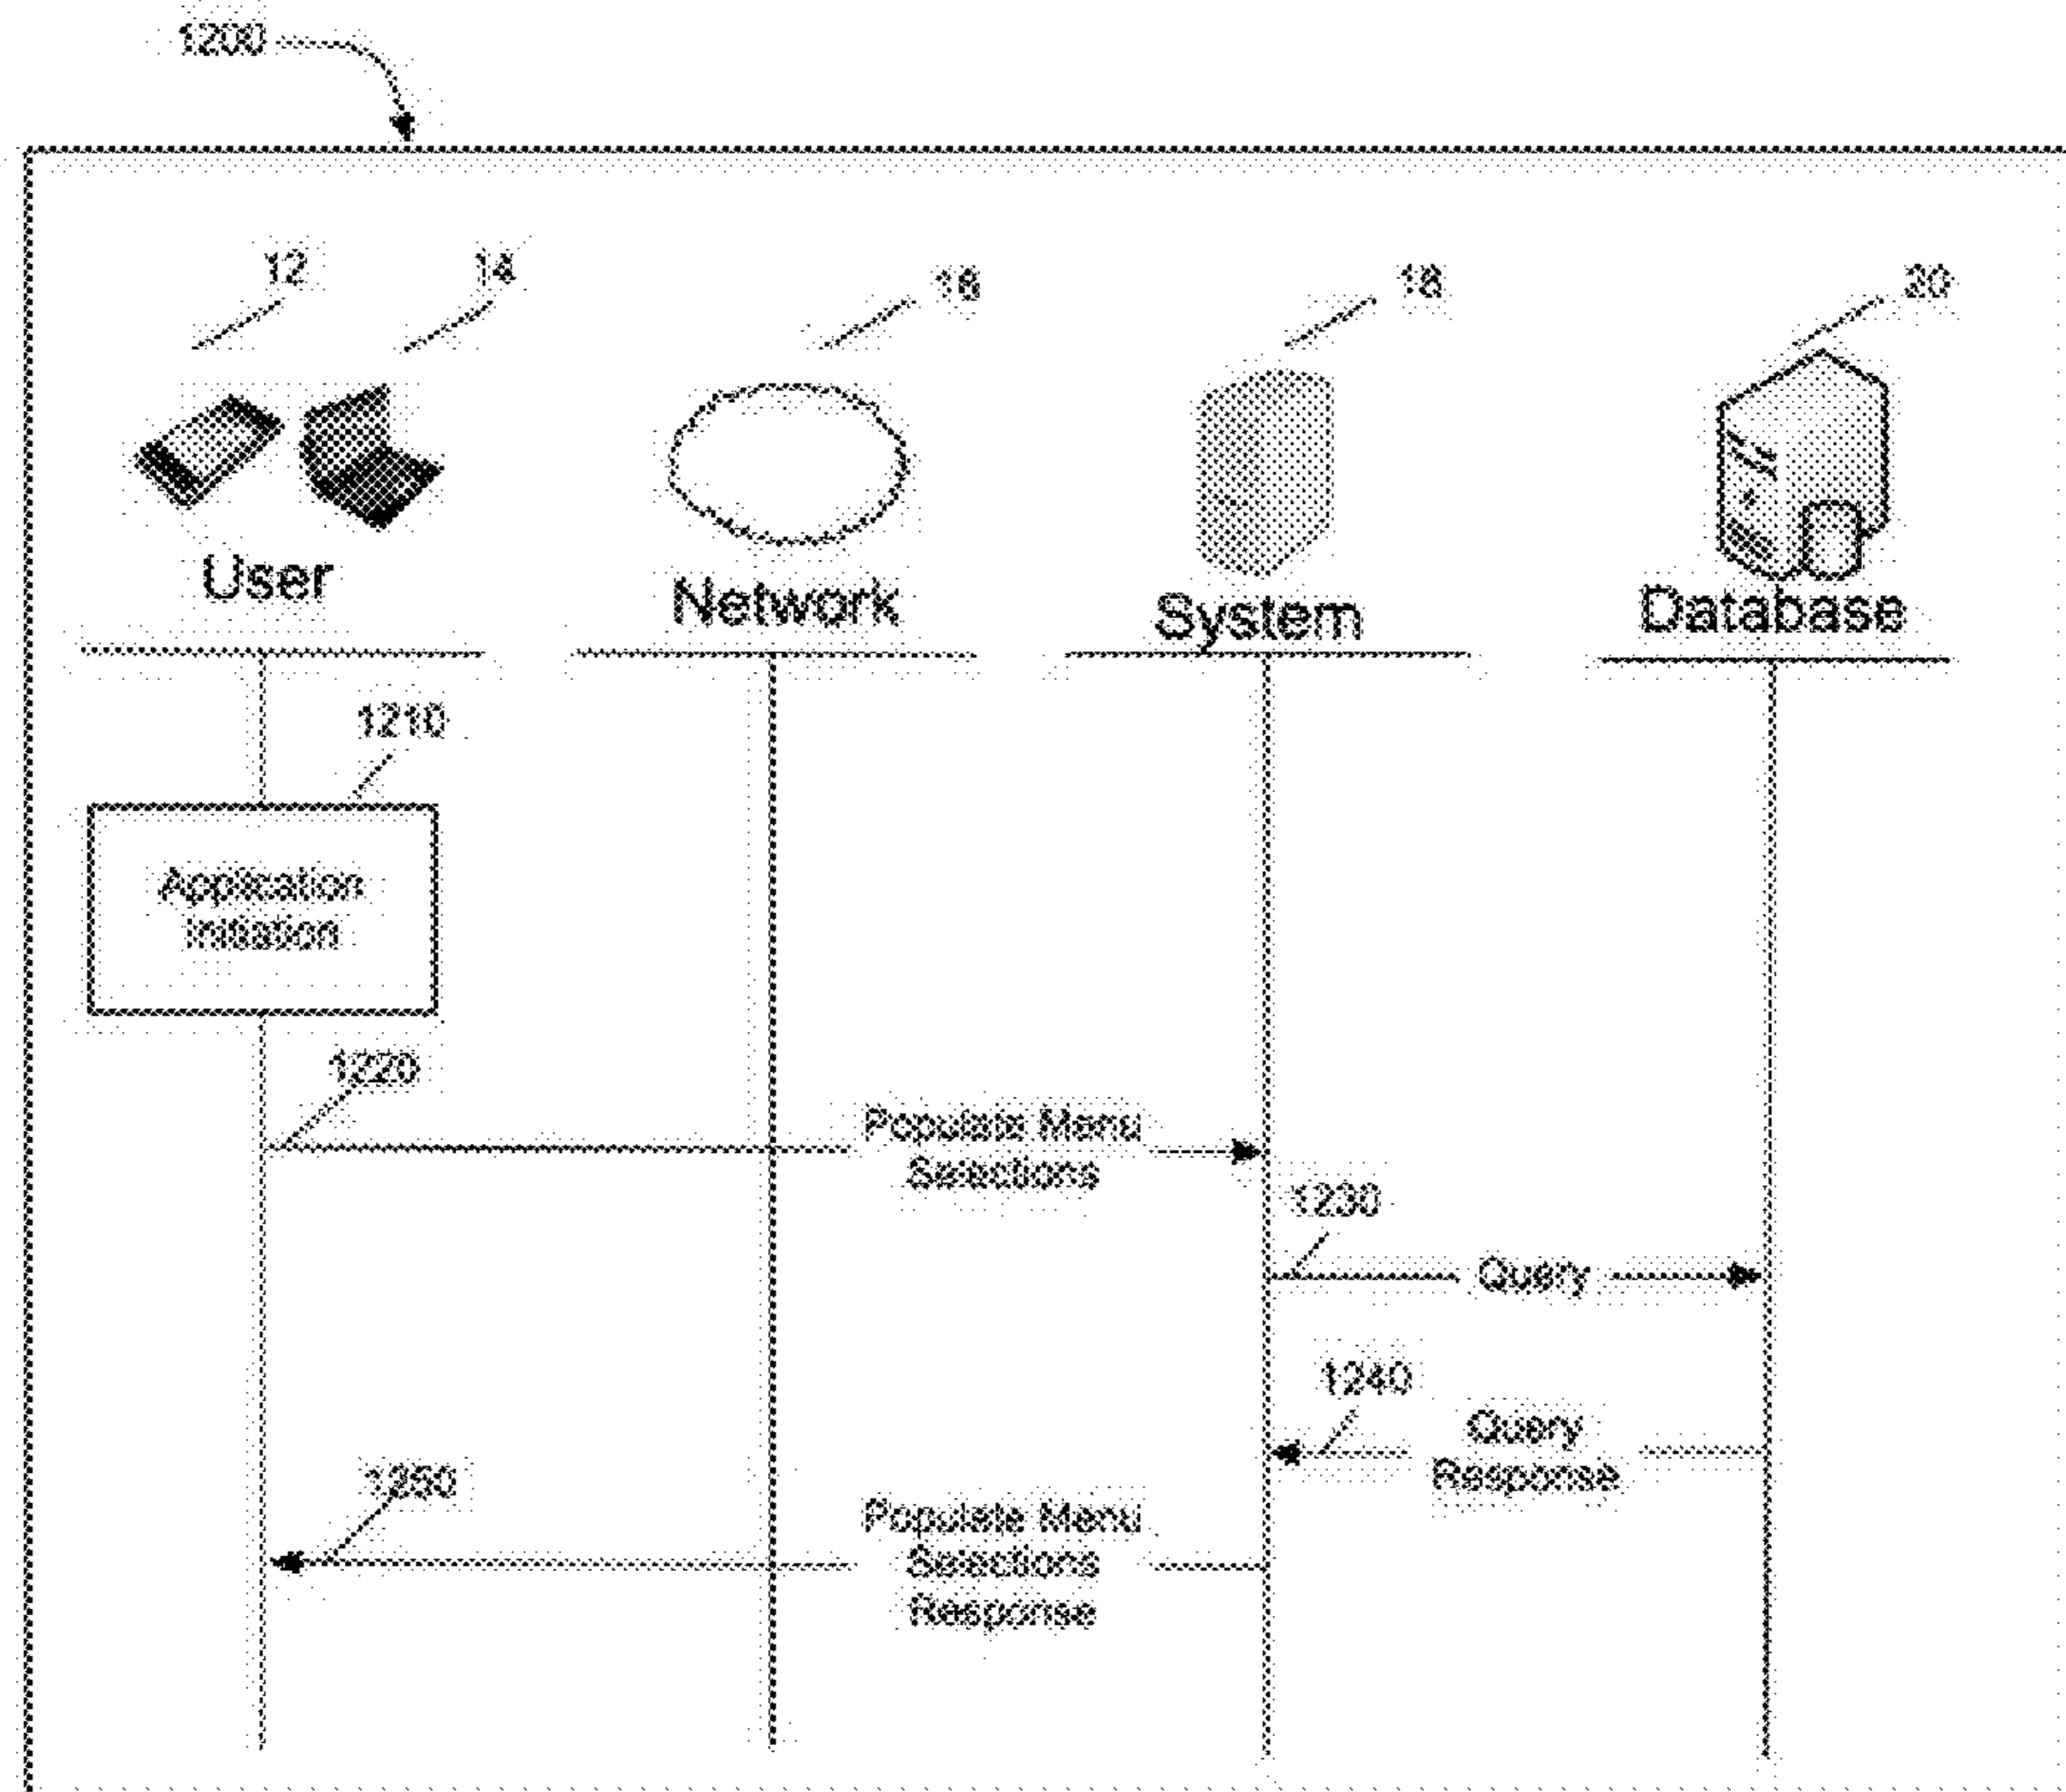 1200
12
14
16
18
20
User
Network
System
Database
1210
Application
Initiation
1220
Populate Menu
Selections
1230
Query
1240
Query
Response
1250
Populate Menu
Selections
Response